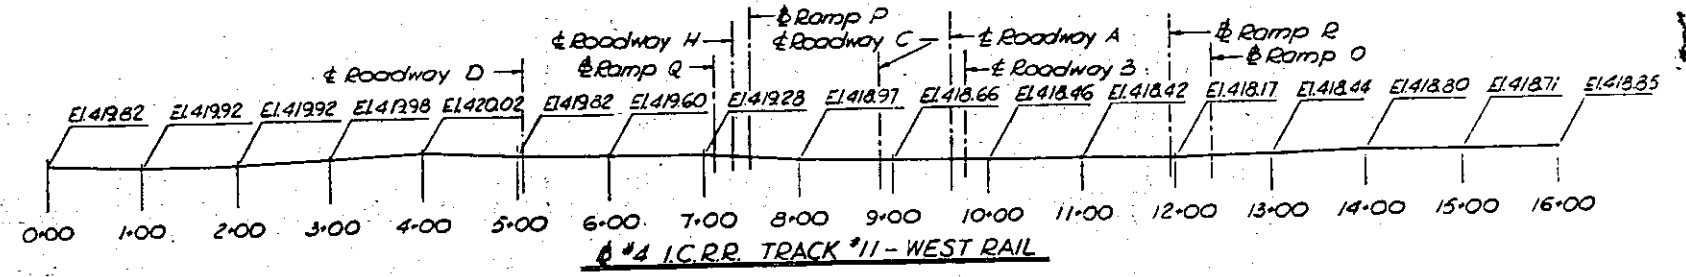 ℄ Ramp P
℄ Roadway H
℄ Roadway C
℄ Roadway A
℄ Ramp R
℄ Roadway D
℄ Ramp Q
℄ Roadway B
℄ Ramp O
El.419.82 El.419.92 El.419.92 El.419.98 El.420.02 El.419.82 El.419.60 El.419.28 El.418.97 El.418.66 El.418.46 El.418.42 El.418.17 El.418.44 El.418.80 El.418.71 El.418.85
0+00 1+00 2+00 3+00 4+00 5+00 6+00 7+00 8+00 9+00 10+00 11+00 12+00 13+00 14+00 15+00 16+00
℄ #4 I.C.R.R. TRACK #11 - WEST RAIL